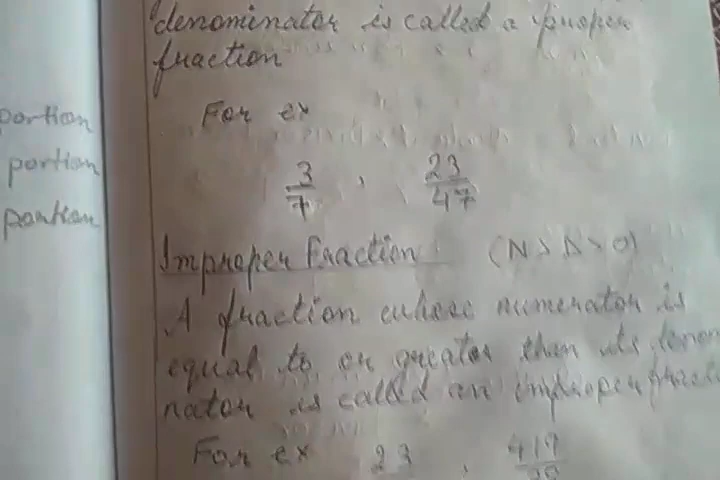 portion
portion
portion
denominator is called a proper
fraction
For ex
3/7 , 23/47
Improper Fraction (N > D > 0)
A fraction whose numerator is
equal to or greater than its denomi
nator is called an improper fracti
For ex 23 ,